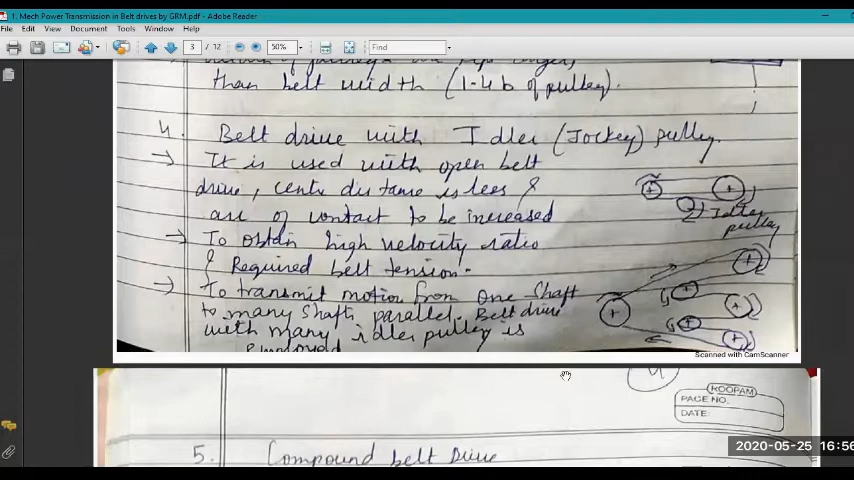 1. Mech Power Transmission in Belt drives by GRM.pdf - Adobe Reader
File Edit View Document Tools Window Help
3 / 12 50% Find
than belt width (1-4 b of pulley).
4. Belt drive with Idler (Jockey) pulley.
→ It is used with open belt
drive, centre distance is less &
arc of contact to be increased
Idler
pulley
→ To obtain high velocity ratio
& Required belt tension.
→ To transmit motion from one shaft
to many shafts parallel. Belt drive
with many idler pulley is
Employed
Scanned with CamScanner
4
ROOPAM
PAGE NO.
DATE:
5. Compound belt Drive
2020-05-25 16:56